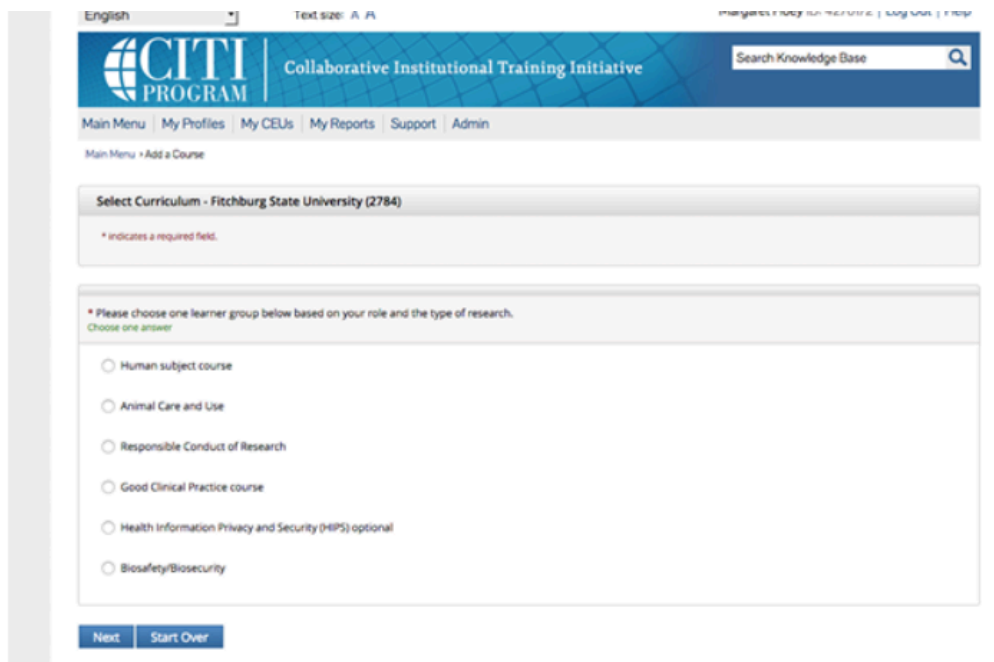 English
Text size: A A
Log Out | Help
CITI PROGRAM
Collaborative Institutional Training Initiative
Search Knowledge Base
Main Menu | My Profiles | My CEUs | My Reports | Support | Admin
Main Menu › Add a Course
Select Curriculum - Fitchburg State University (2784)
* indicates a required field.
* Please choose one learner group below based on your role and the type of research.
Choose one answer
Human subject course
Animal Care and Use
Responsible Conduct of Research
Good Clinical Practice course
Health Information Privacy and Security (HIPS) optional
Biosafety/Biosecurity
Next Start Over